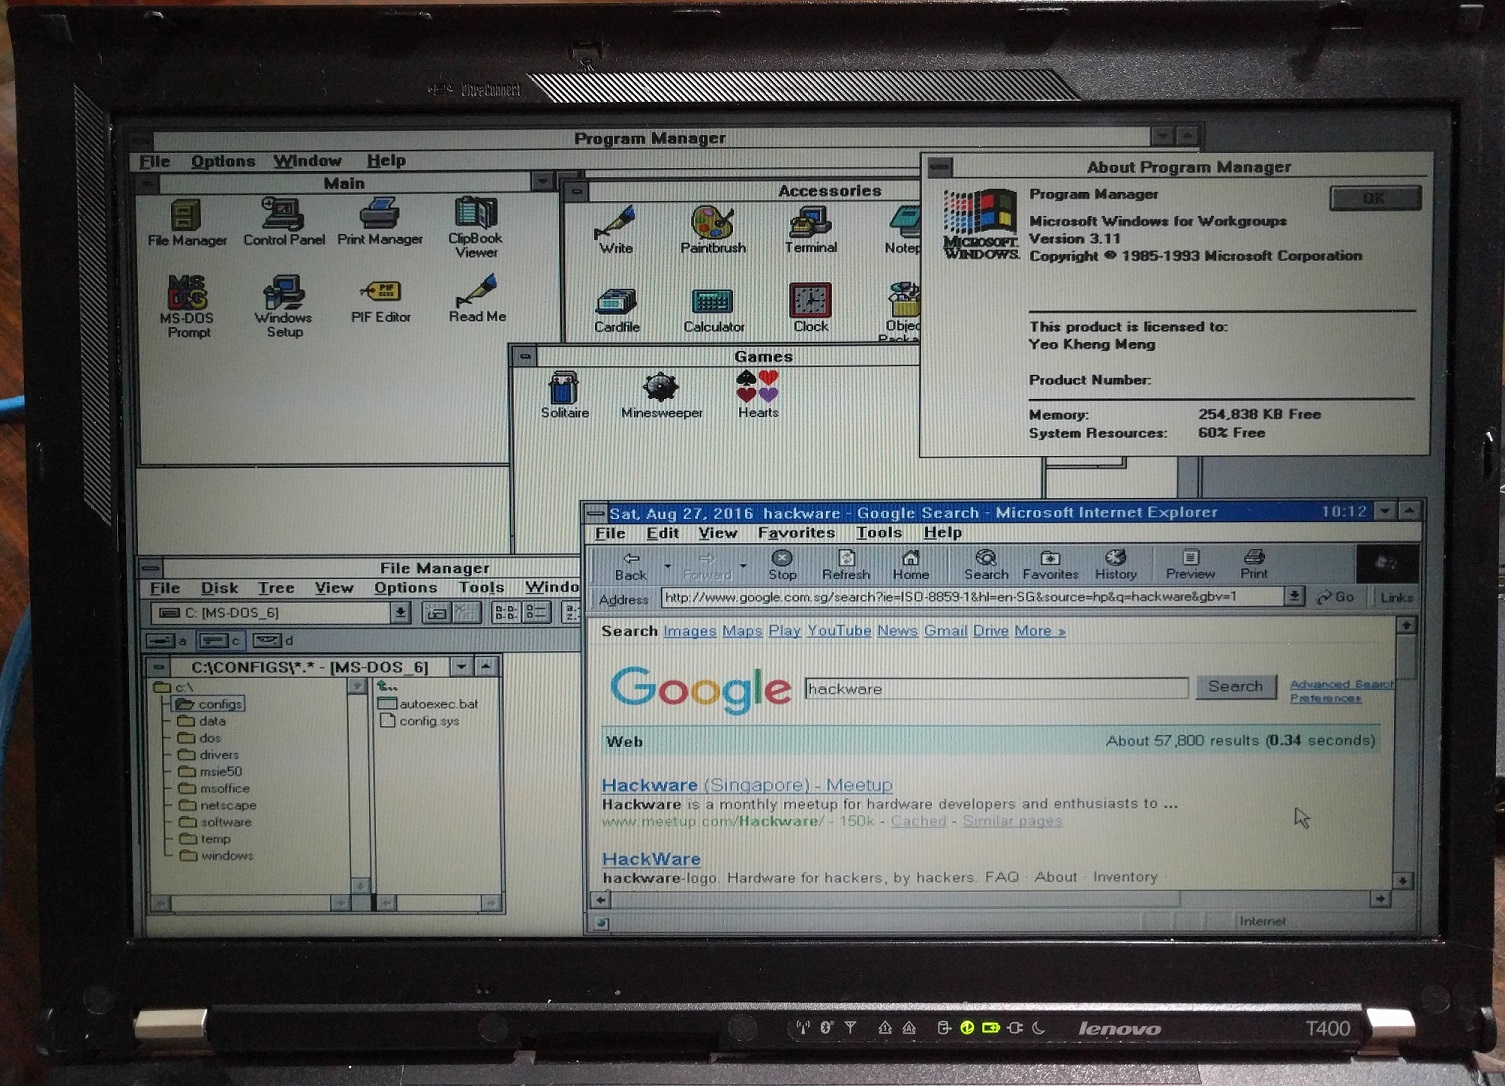 UltraConnect
Program Manager
File Options Window Help
Main
File Manager
Control Panel
Print Manager
ClipBook
Viewer
MS
DOS
MS-DOS
Prompt
Windows
Setup
PIF
PIF Editor
Read Me
Accessories
Write
Paintbrush
Terminal
Notep
Cardfile
Calculator
Clock
Objec
Packa
Games
Solitaire
Minesweeper
Hearts
About Program Manager
MICROSOFT
WINDOWS.
Program Manager
OK
Microsoft Windows for Workgroups
Version 3.11
Copyright © 1985-1993 Microsoft Corporation
This product is licensed to:
Yeo Kheng Meng
Product Number:
Memory: 254,838 KB Free
System Resources: 60% Free
File Manager
File Disk Tree View Options Tools Windo
C: [MS-DOS_6]
a c d
C:\CONFIGS\*.* - [MS-DOS_6]
c:\
configs
data
dos
drivers
msie50
msoffice
netscape
software
temp
windows
autoexec.bat
config.sys
Sat, Aug 27, 2016 hackware - Google Search - Microsoft Internet Explorer 10:12
File Edit View Favorites Tools Help
Back Forward Stop Refresh Home Search Favorites History Preview Print
Address http://www.google.com.sg/search?ie=ISO-8859-1&hl=en-SG&source=hp&q=hackware&gbv=1 Go Links
Search Images Maps Play YouTube News Gmail Drive More »
Google hackware Search Advanced Search
Preferences
Web About 57,800 results (0.34 seconds)
Hackware (Singapore) - Meetup
Hackware is a monthly meetup for hardware developers and enthusiasts to ...
www.meetup.com/Hackware/ - 150k - Cached - Similar pages
HackWare
hackware-logo. Hardware for hackers, by hackers. FAQ · About · Inventory ·
Internet
lenovo T400